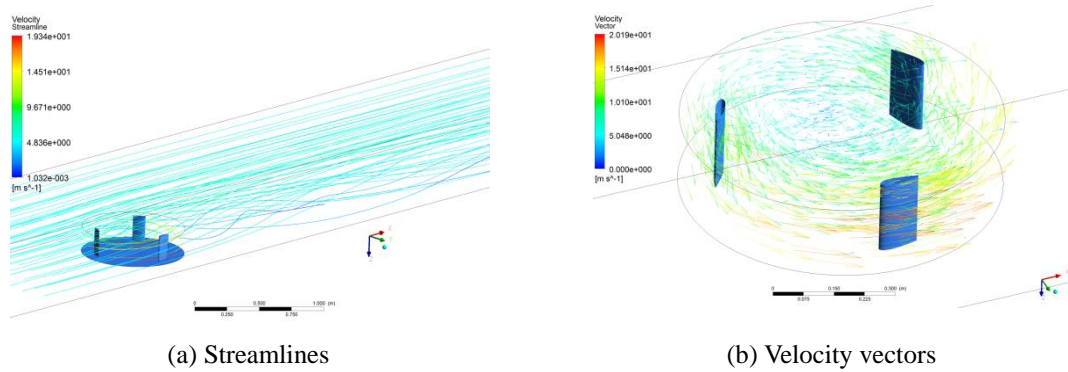 Velocity
Streamline
1.934e+001
1.451e+001
9.671e+000
4.836e+000
1.032e-003
[m s^-1]
0 0.500 1.000 (m)
0.250 0.750
(a) Streamlines
Velocity
Vector
2.019e+001
1.514e+001
1.010e+001
5.048e+000
0.000e+000
[m s^-1]
0 0.150 0.300 (m)
0.075 0.225
(b) Velocity vectors